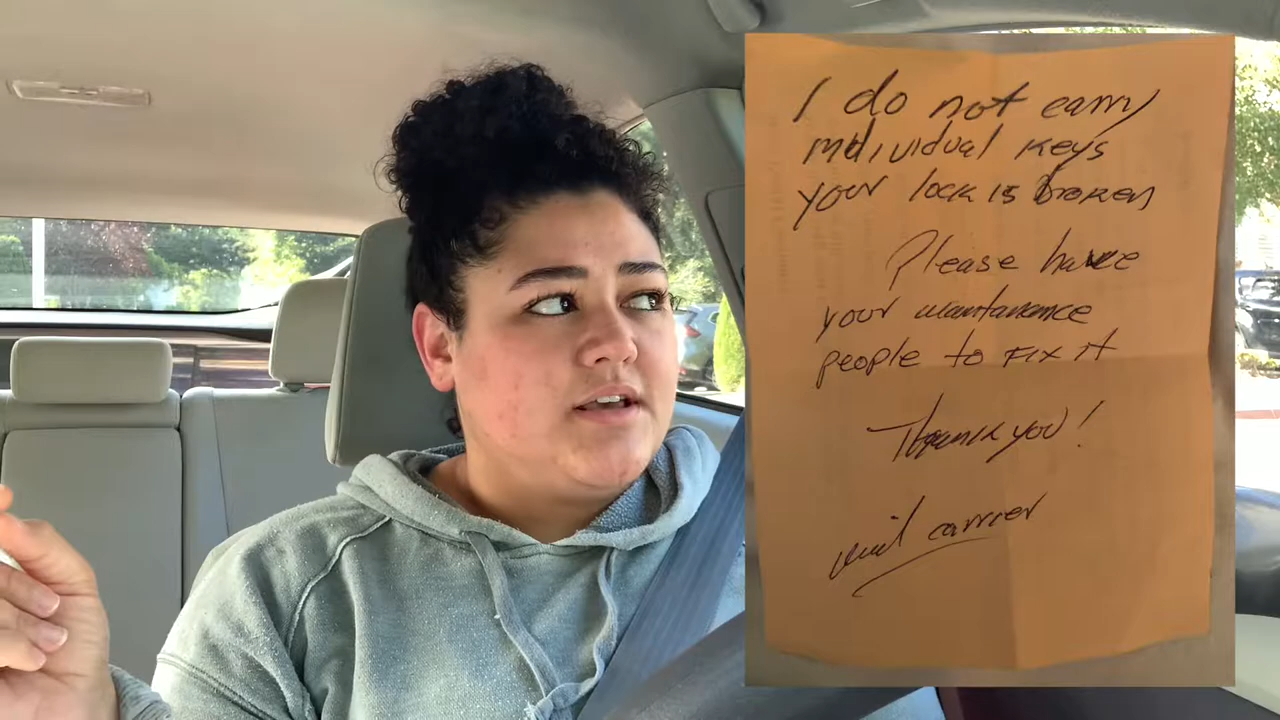 I do not carry
individual keys
your lock is broken
Please have
your maintanance
people to FIX it
Thank you!
mail carrier